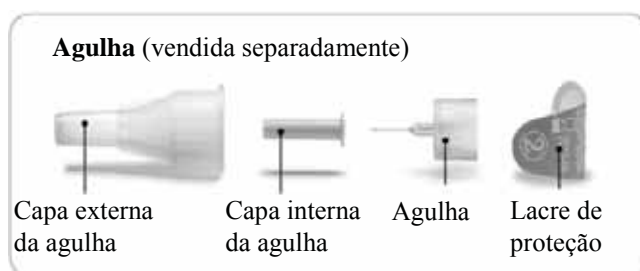 Agulha (vendida separadamente)
Capa externa
da agulha
Capa interna
da agulha
Agulha
Lacre de
proteção